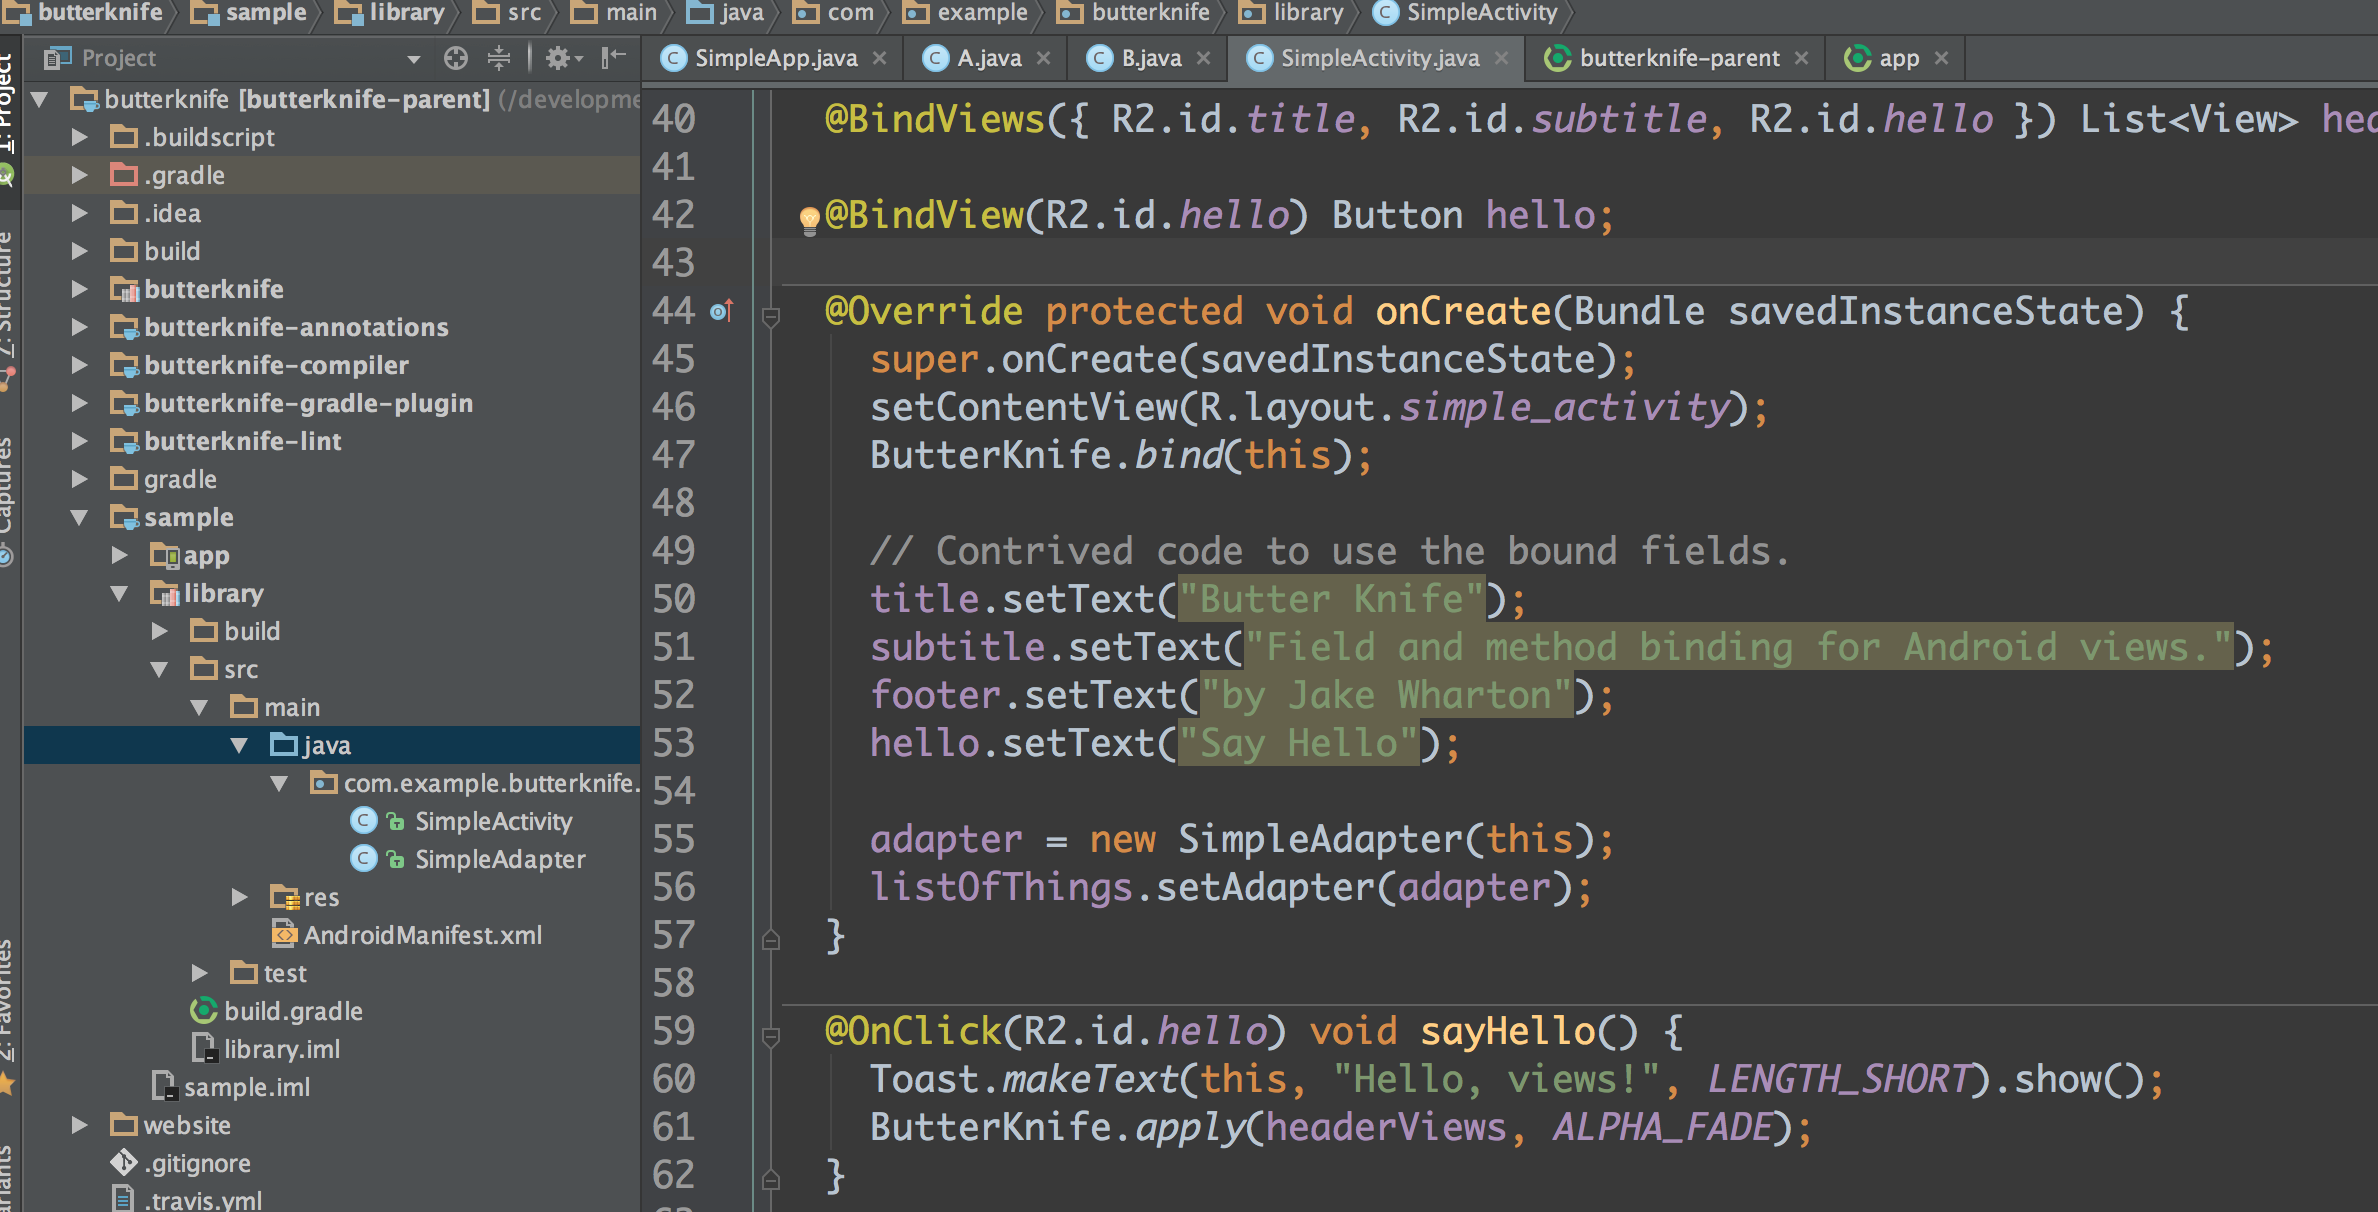 butterknife sample library src main java com example butterknife library SimpleActivity
Project
SimpleApp.java A.java B.java SimpleActivity.java butterknife-parent app
1: Project
Z: Structure
Captures
2: Favorites
butterknife [butterknife-parent]
.buildscript
.gradle
.idea
build
butterknife
butterknife-annotations
butterknife-compiler
butterknife-gradle-plugin
butterknife-lint
gradle
sample
app
library
build
src
main
java
com.example.butterknife.
SimpleActivity
SimpleAdapter
res
AndroidManifest.xml
test
build.gradle
library.iml
sample.iml
website
.gitignore
.travis.yml
40 @BindViews({ R2.id.title, R2.id.subtitle, R2.id.hello }) List<View> hea
41
42 @BindView(R2.id.hello) Button hello;
43
44 @Override protected void onCreate(Bundle savedInstanceState) {
45 super.onCreate(savedInstanceState);
46 setContentView(R.layout.simple_activity);
47 ButterKnife.bind(this);
48
49 // Contrived code to use the bound fields.
50 title.setText("Butter Knife");
51 subtitle.setText("Field and method binding for Android views.");
52 footer.setText("by Jake Wharton");
53 hello.setText("Say Hello");
54
55 adapter = new SimpleAdapter(this);
56 listOfThings.setAdapter(adapter);
57 }
58
59 @OnClick(R2.id.hello) void sayHello() {
60 Toast.makeText(this, "Hello, views!", LENGTH_SHORT).show();
61 ButterKnife.apply(headerViews, ALPHA_FADE);
62 }